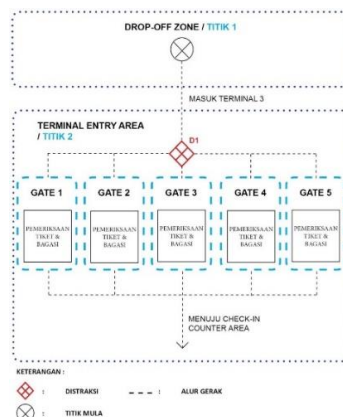 DROP-OFF ZONE / TITIK 1
MASUK TERMINAL 3
TERMINAL ENTRY AREA
/ TITIK 2
D1
GATE 1 GATE 2 GATE 3 GATE 4 GATE 5
PEMERIKSAAN PEMERIKSAAN PEMERIKSAAN PEMERIKSAAN PEMERIKSAAN
TIKET & TIKET & TIKET & TIKET & TIKET &
BAGASI BAGASI BAGASI BAGASI BAGASI
MENUJU CHECK-IN
COUNTER AREA
KETERANGAN :
: DISTRAKSI : ALUR GERAK
: TITIK MULA